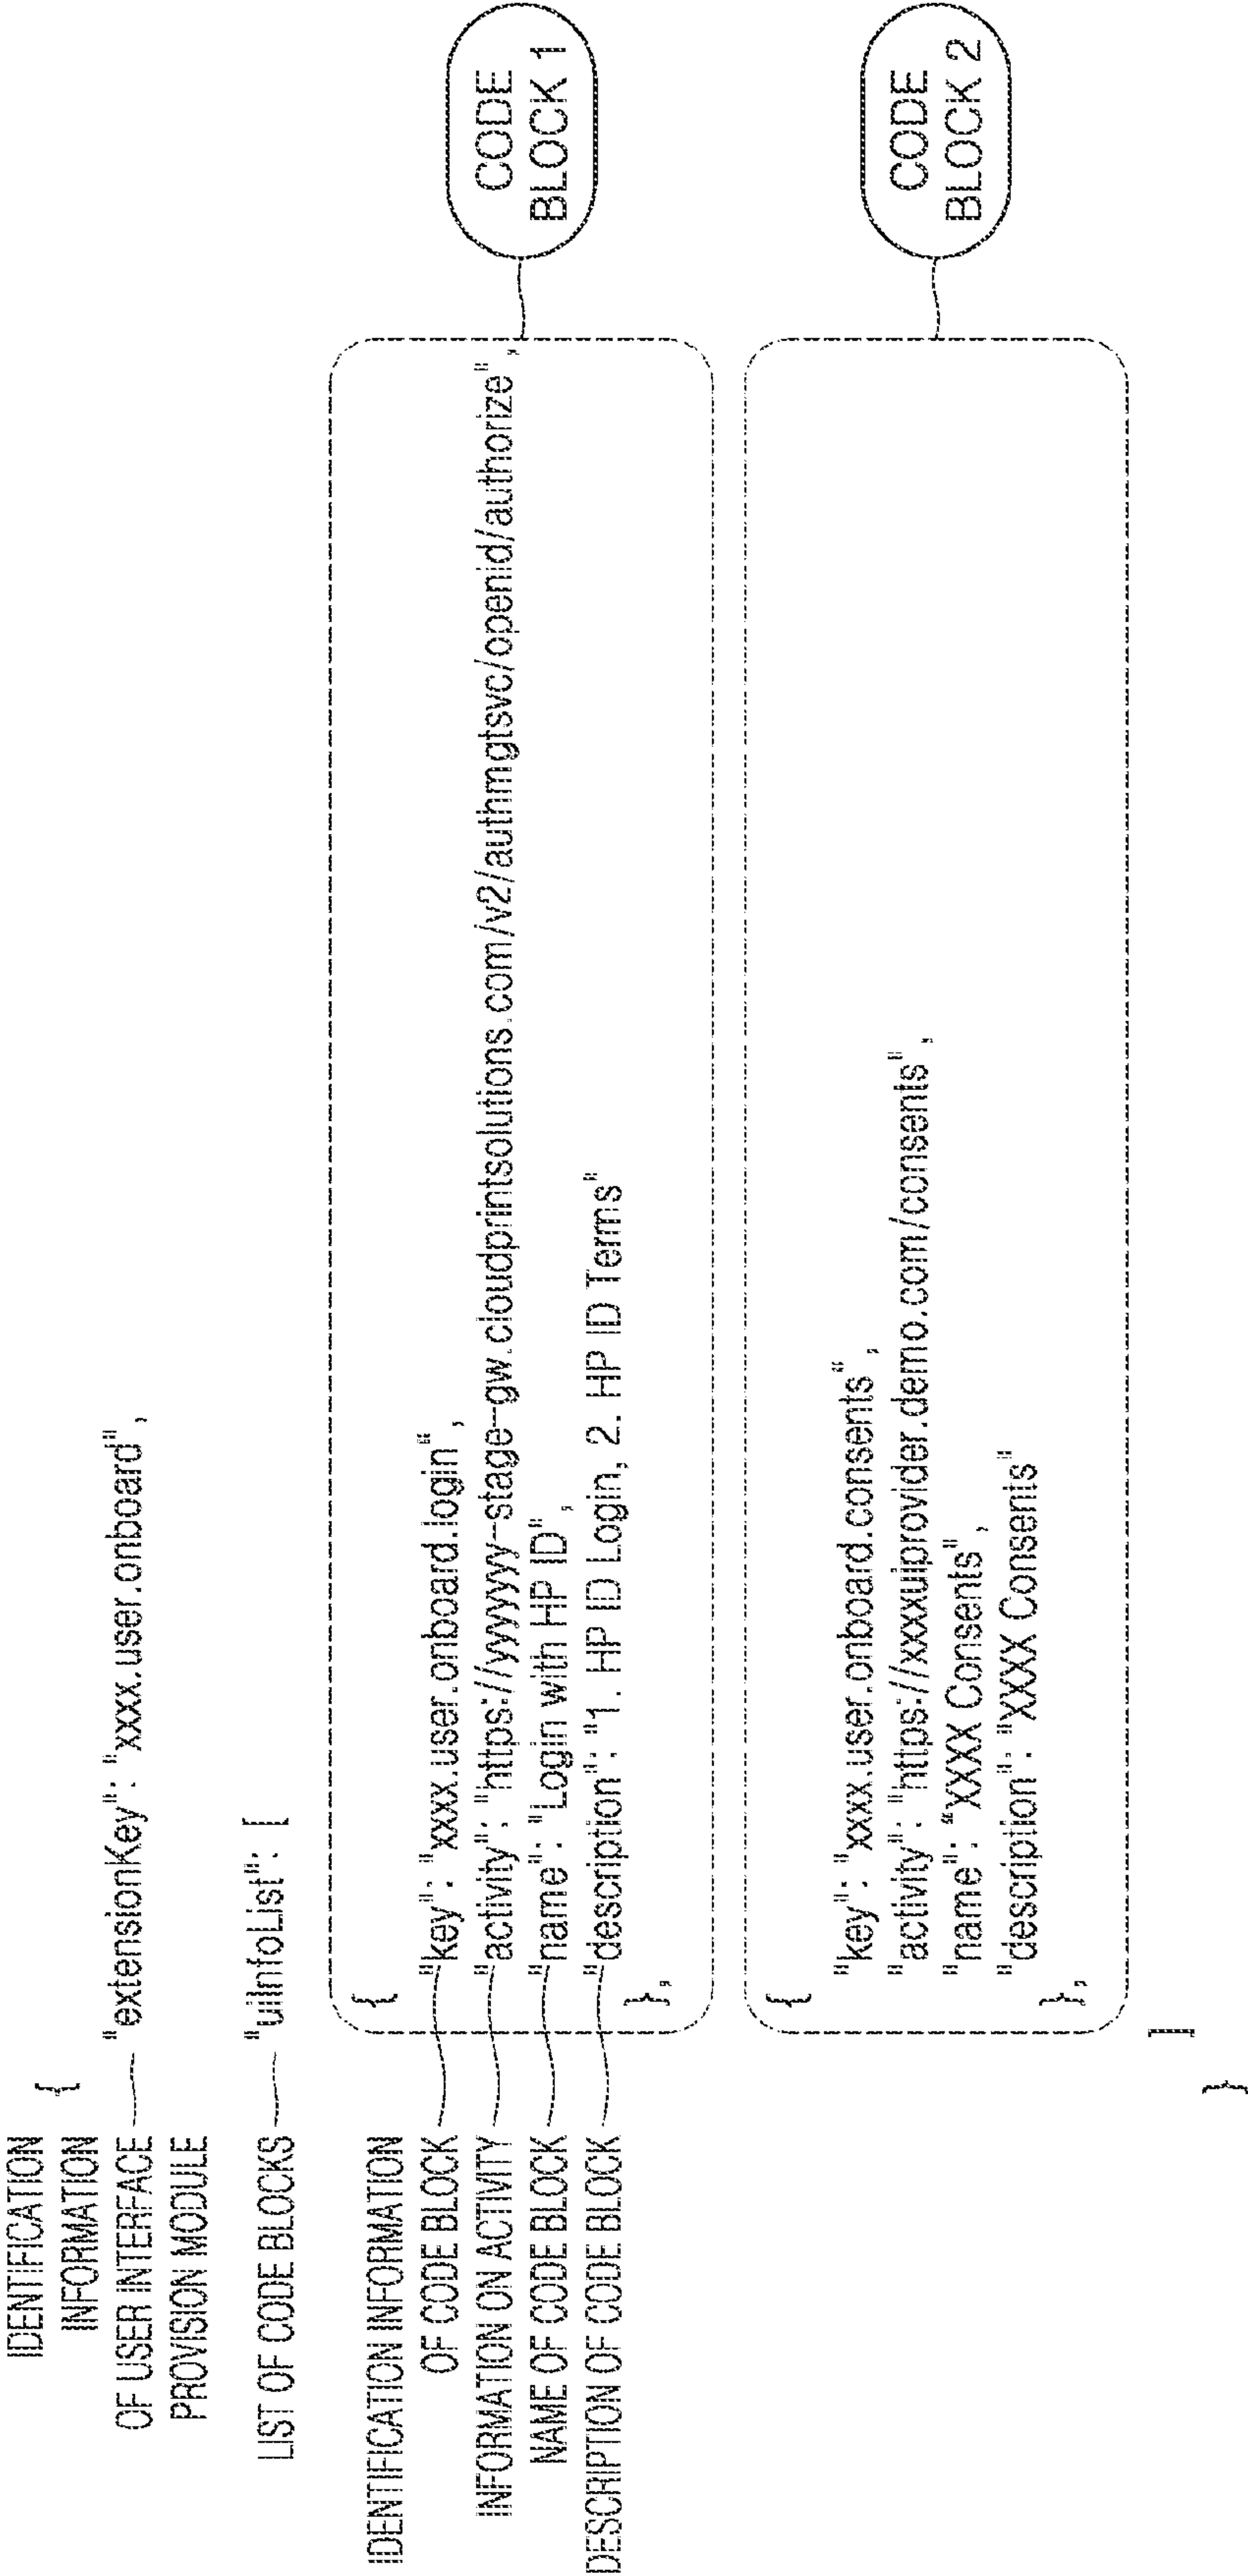 IDENTIFICATION
INFORMATION
OF USER INTERFACE
PROVISION MODULE
{
"extensionKey": "xxxx.user.onboard",
LIST OF CODE BLOCKS
"uiInfoList": [
{
IDENTIFICATION INFORMATION
OF CODE BLOCK
"key": "xxxx.user.onboard.login",
INFORMATION ON ACTIVITY
"activity": "https://yyyyyy-stage-gw.cloudprintsolutions.com/v2/authmgtsvc/openid/authorize",
NAME OF CODE BLOCK
"name": "Login with HP ID",
DESCRIPTION OF CODE BLOCK
"description": "1. HP ID Login, 2. HP ID Terms"
},
CODE
BLOCK 1
{
"key": "xxxx.user.onboard.consents",
"activity": "https://xxxxuiprovider.demo.com/consents",
"name": "XXXX Consents",
"description": "XXXX Consents"
},
CODE
BLOCK 2
]
}